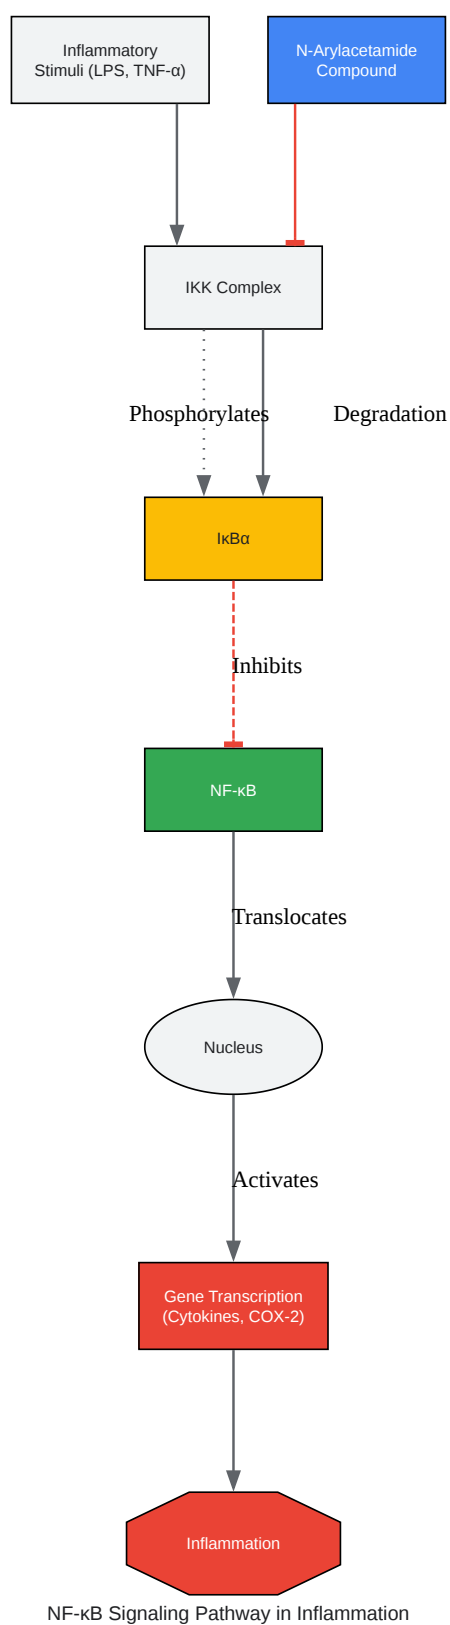 Inflammatory
Stimuli (LPS, TNF-α)
N-Arylacetamide
Compound
IKK Complex
Phosphorylates
Degradation
IκBα
Inhibits
NF-κB
Translocates
Nucleus
Activates
Gene Transcription
(Cytokines, COX-2)
Inflammation
NF-κB Signaling Pathway in Inflammation